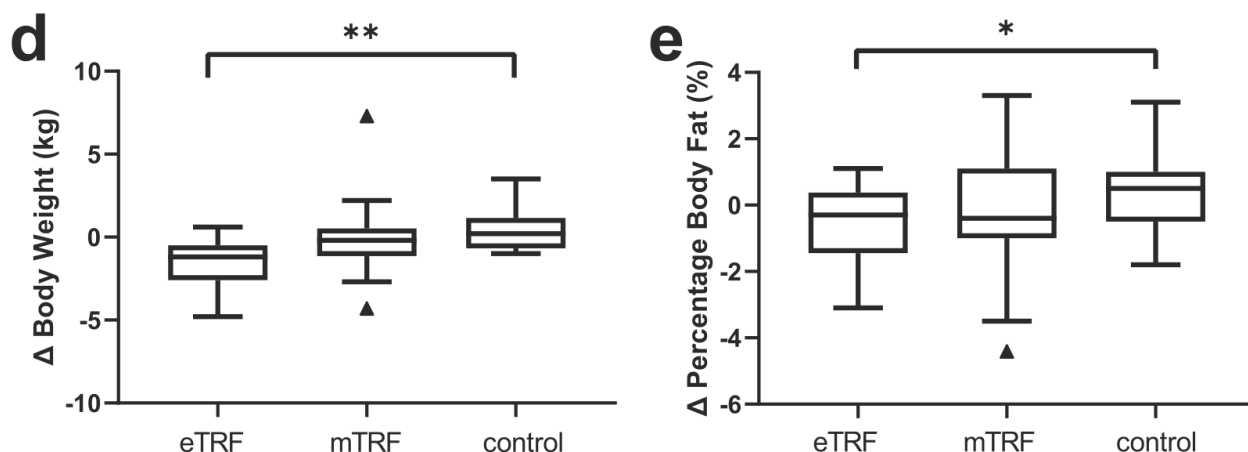 d
**
Δ Body Weight (kg)
10
5
0
-5
-10
eTRF mTRF control
e
*
Δ Percentage Body Fat (%)
4
2
0
-2
-4
-6
eTRF mTRF control